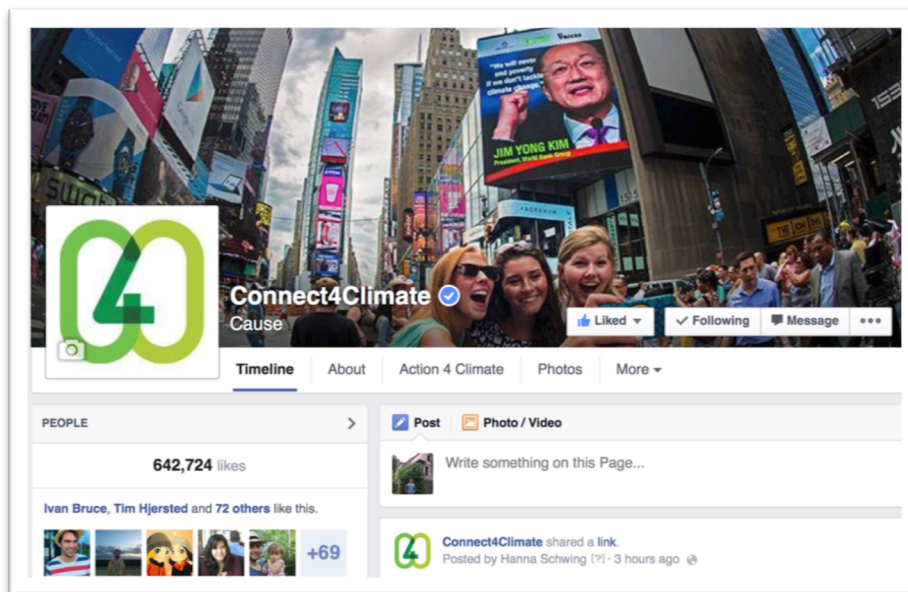 VOICES
"We will never
end poverty
if we don't tackle
climate change."
JIM YONG KIM
President, World Bank Group
ACROHUB
4
Connect4Climate
Cause
Liked
Following
Message
Timeline
About
Action 4 Climate
Photos
More
PEOPLE
642,724 likes
Ivan Bruce, Tim Hjersted and 72 others like this.
+69
Post
Photo / Video
Write something on this Page...
Connect4Climate shared a link.
Posted by Hanna Schwing [?] · 3 hours ago